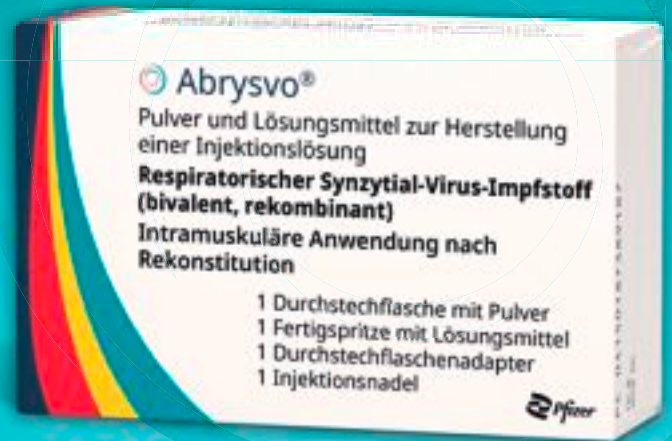 Abrysvo®
Pulver und Lösungsmittel zur Herstellung
einer Injektionslösung
Respiratorischer Synzytial-Virus-Impfstoff
(bivalent, rekombinant)
Intramuskuläre Anwendung nach
Rekonstitution
1 Durchstechflasche mit Pulver
1 Fertigspritze mit Lösungsmittel
1 Durchstechflaschenadapter
1 Injektionsnadel
Pfizer